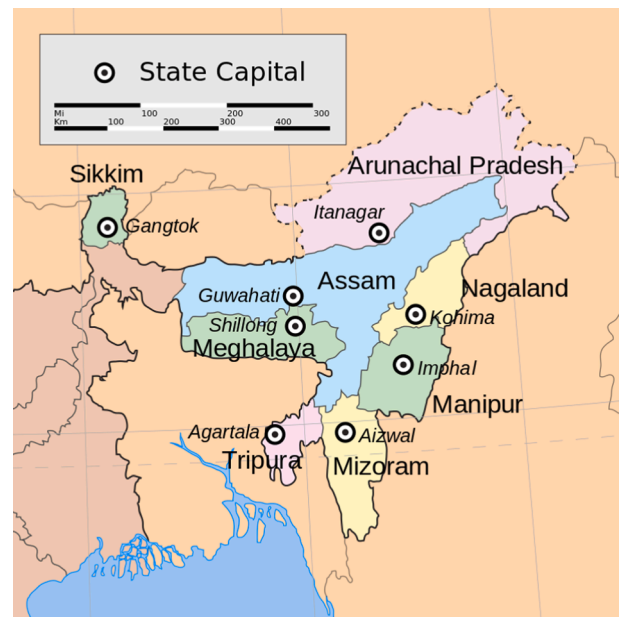 State Capital
Mi 100 200 300
Km 100 200 300 400
Sikkim
Arunachal Pradesh
Itanagar
Gangtok
Assam
Nagaland
Guwahati
Kohima
Shillong
Meghalaya
Imphal
Manipur
Agartala
Aizwal
Tripura
Mizoram